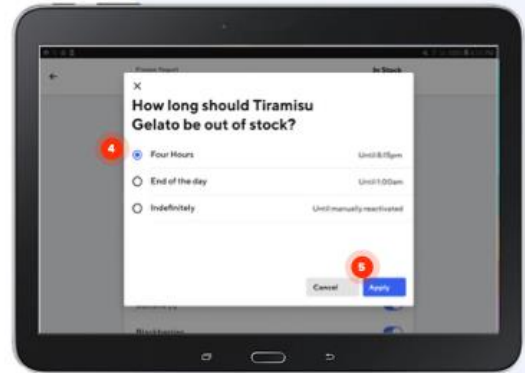 In Stock
×
How long should Tiramisu
Gelato be out of stock?
4
Four Hours
Until 8:15pm
End of the day
Until 1:00am
Indefinitely
Until manually reactivated
5
Cancel
Apply
Blackberries